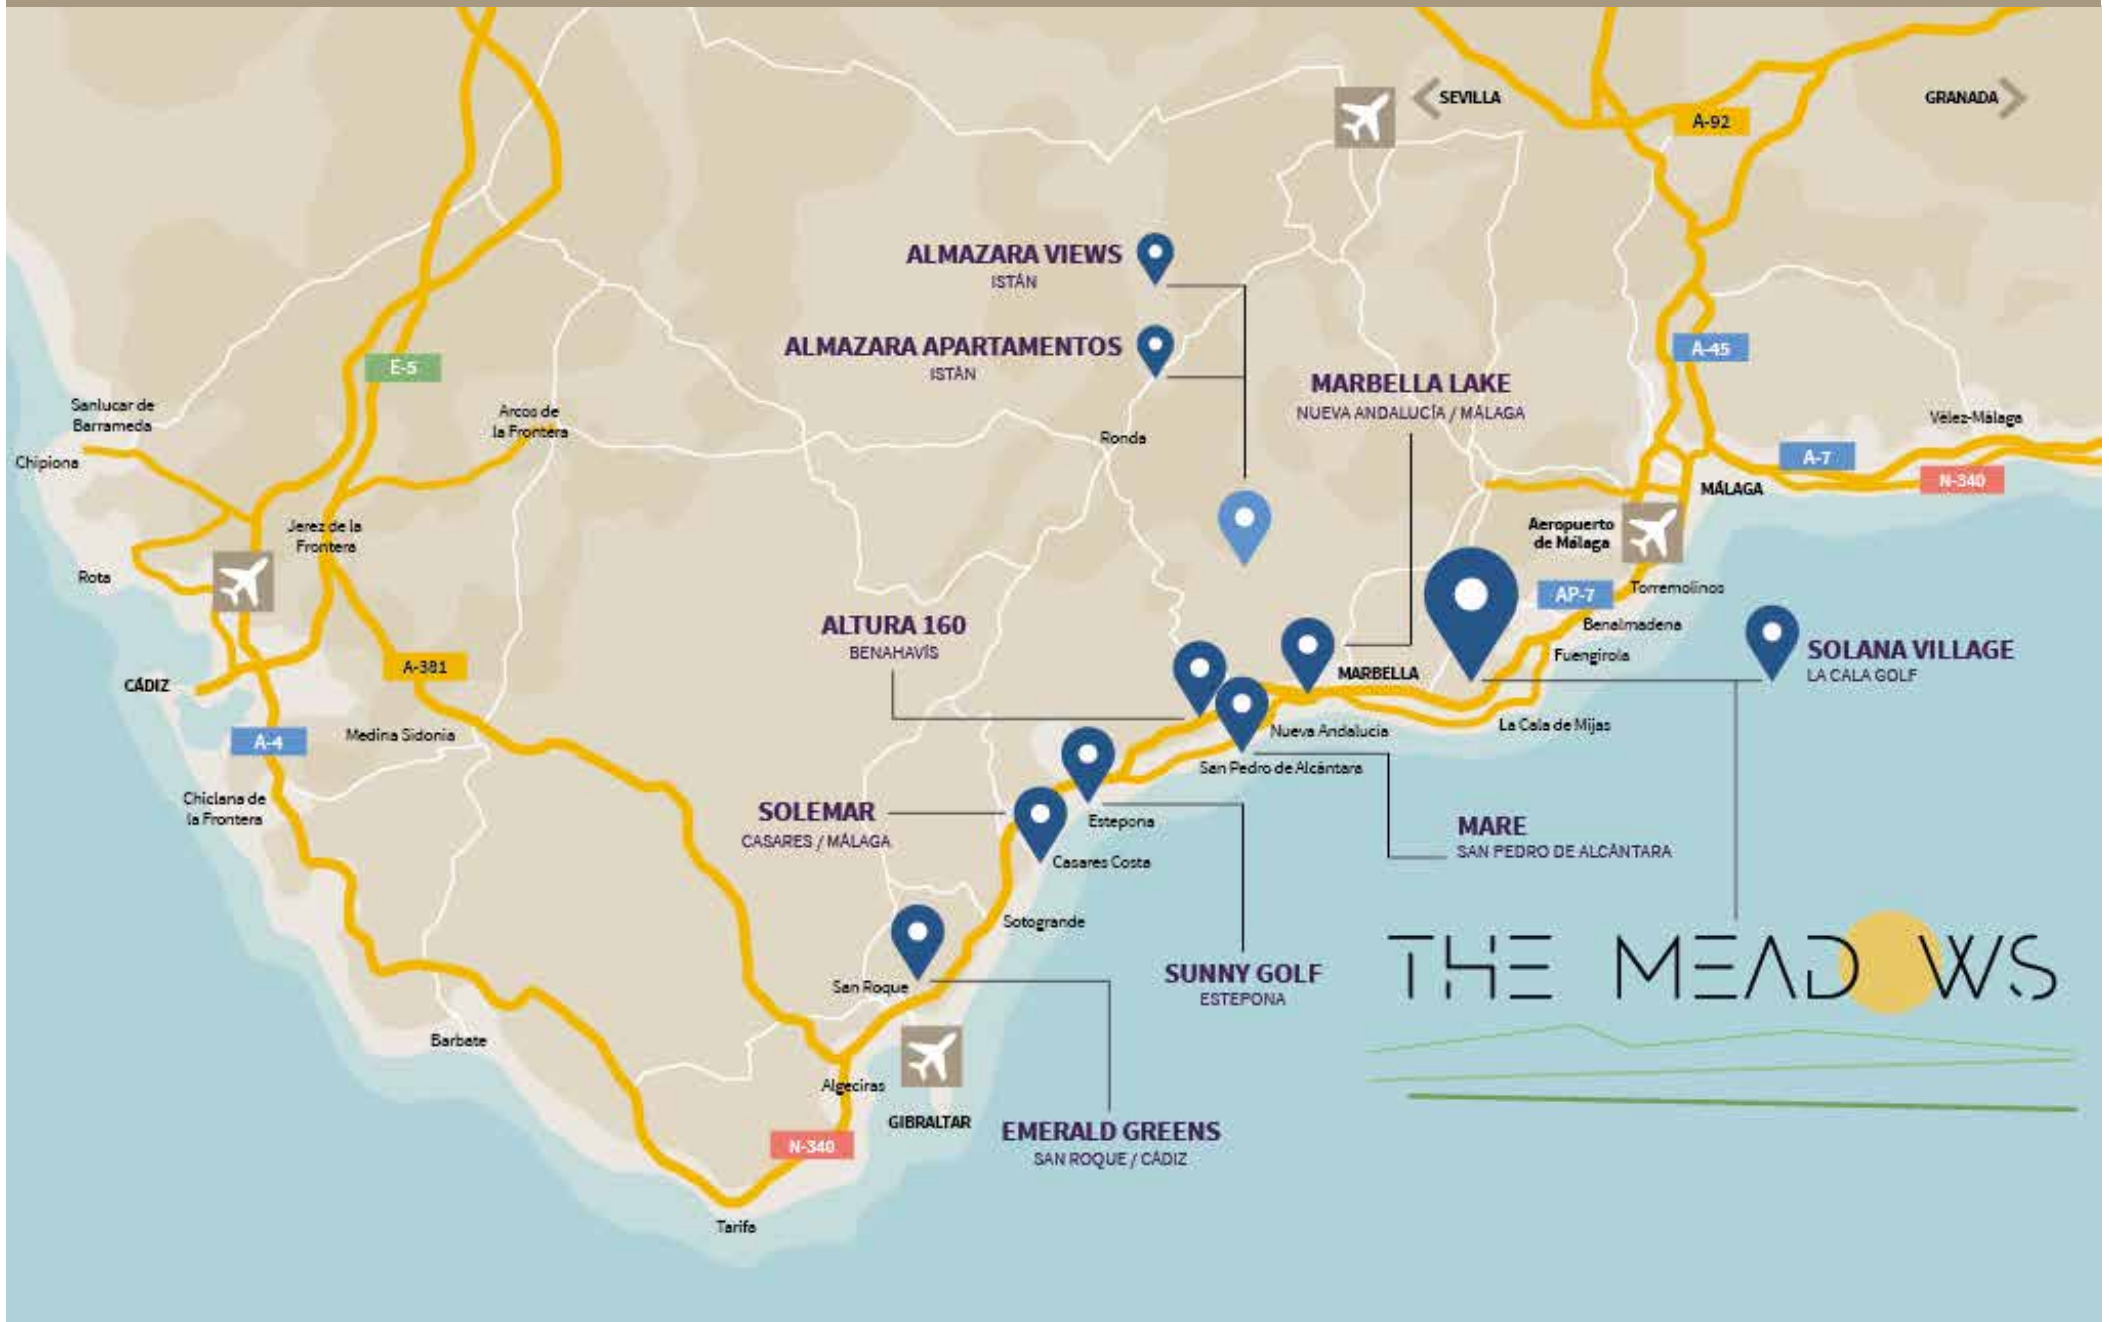 SEVILLA
GRANADA
A-92
ALMAZARA VIEWS
ISTÁN
ALMAZARA APARTAMENTOS
ISTÁN
A-45
E-5
MARBELLA LAKE
NUEVA ANDALUCÍA / MÁLAGA
Sanlucar de
Barrameda
Arcos de
la Frontera
Vélez-Málaga
Ronda
Chipiona
A-7
N-340
MÁLAGA
Jerez de la
Frontera
Aeropuerto
de Málaga
Rota
AP-7
Torremolinos
ALTURA 160
BENAHAVÍS
Benalmadena
Fuengirola
SOLANA VILLAGE
LA CALA GOLF
A-381
MARBELLA
CÁDIZ
A-4
Medina Sidonia
Nueva Andalucia
La Cala de Mijas
San Pedro de Alcántara
Chiclana de
la Frontera
SOLEMAR
CASARES / MÁLAGA
Estepona
MARE
SAN PEDRO DE ALCÁNTARA
Casares Costa
Sotogrande
THE MEADOWS
SUNNY GOLF
ESTEPONA
San Roque
Barbate
Algeciras
GIBRALTAR
EMERALD GREENS
SAN ROQUE / CÁDIZ
N-340
Tarifa